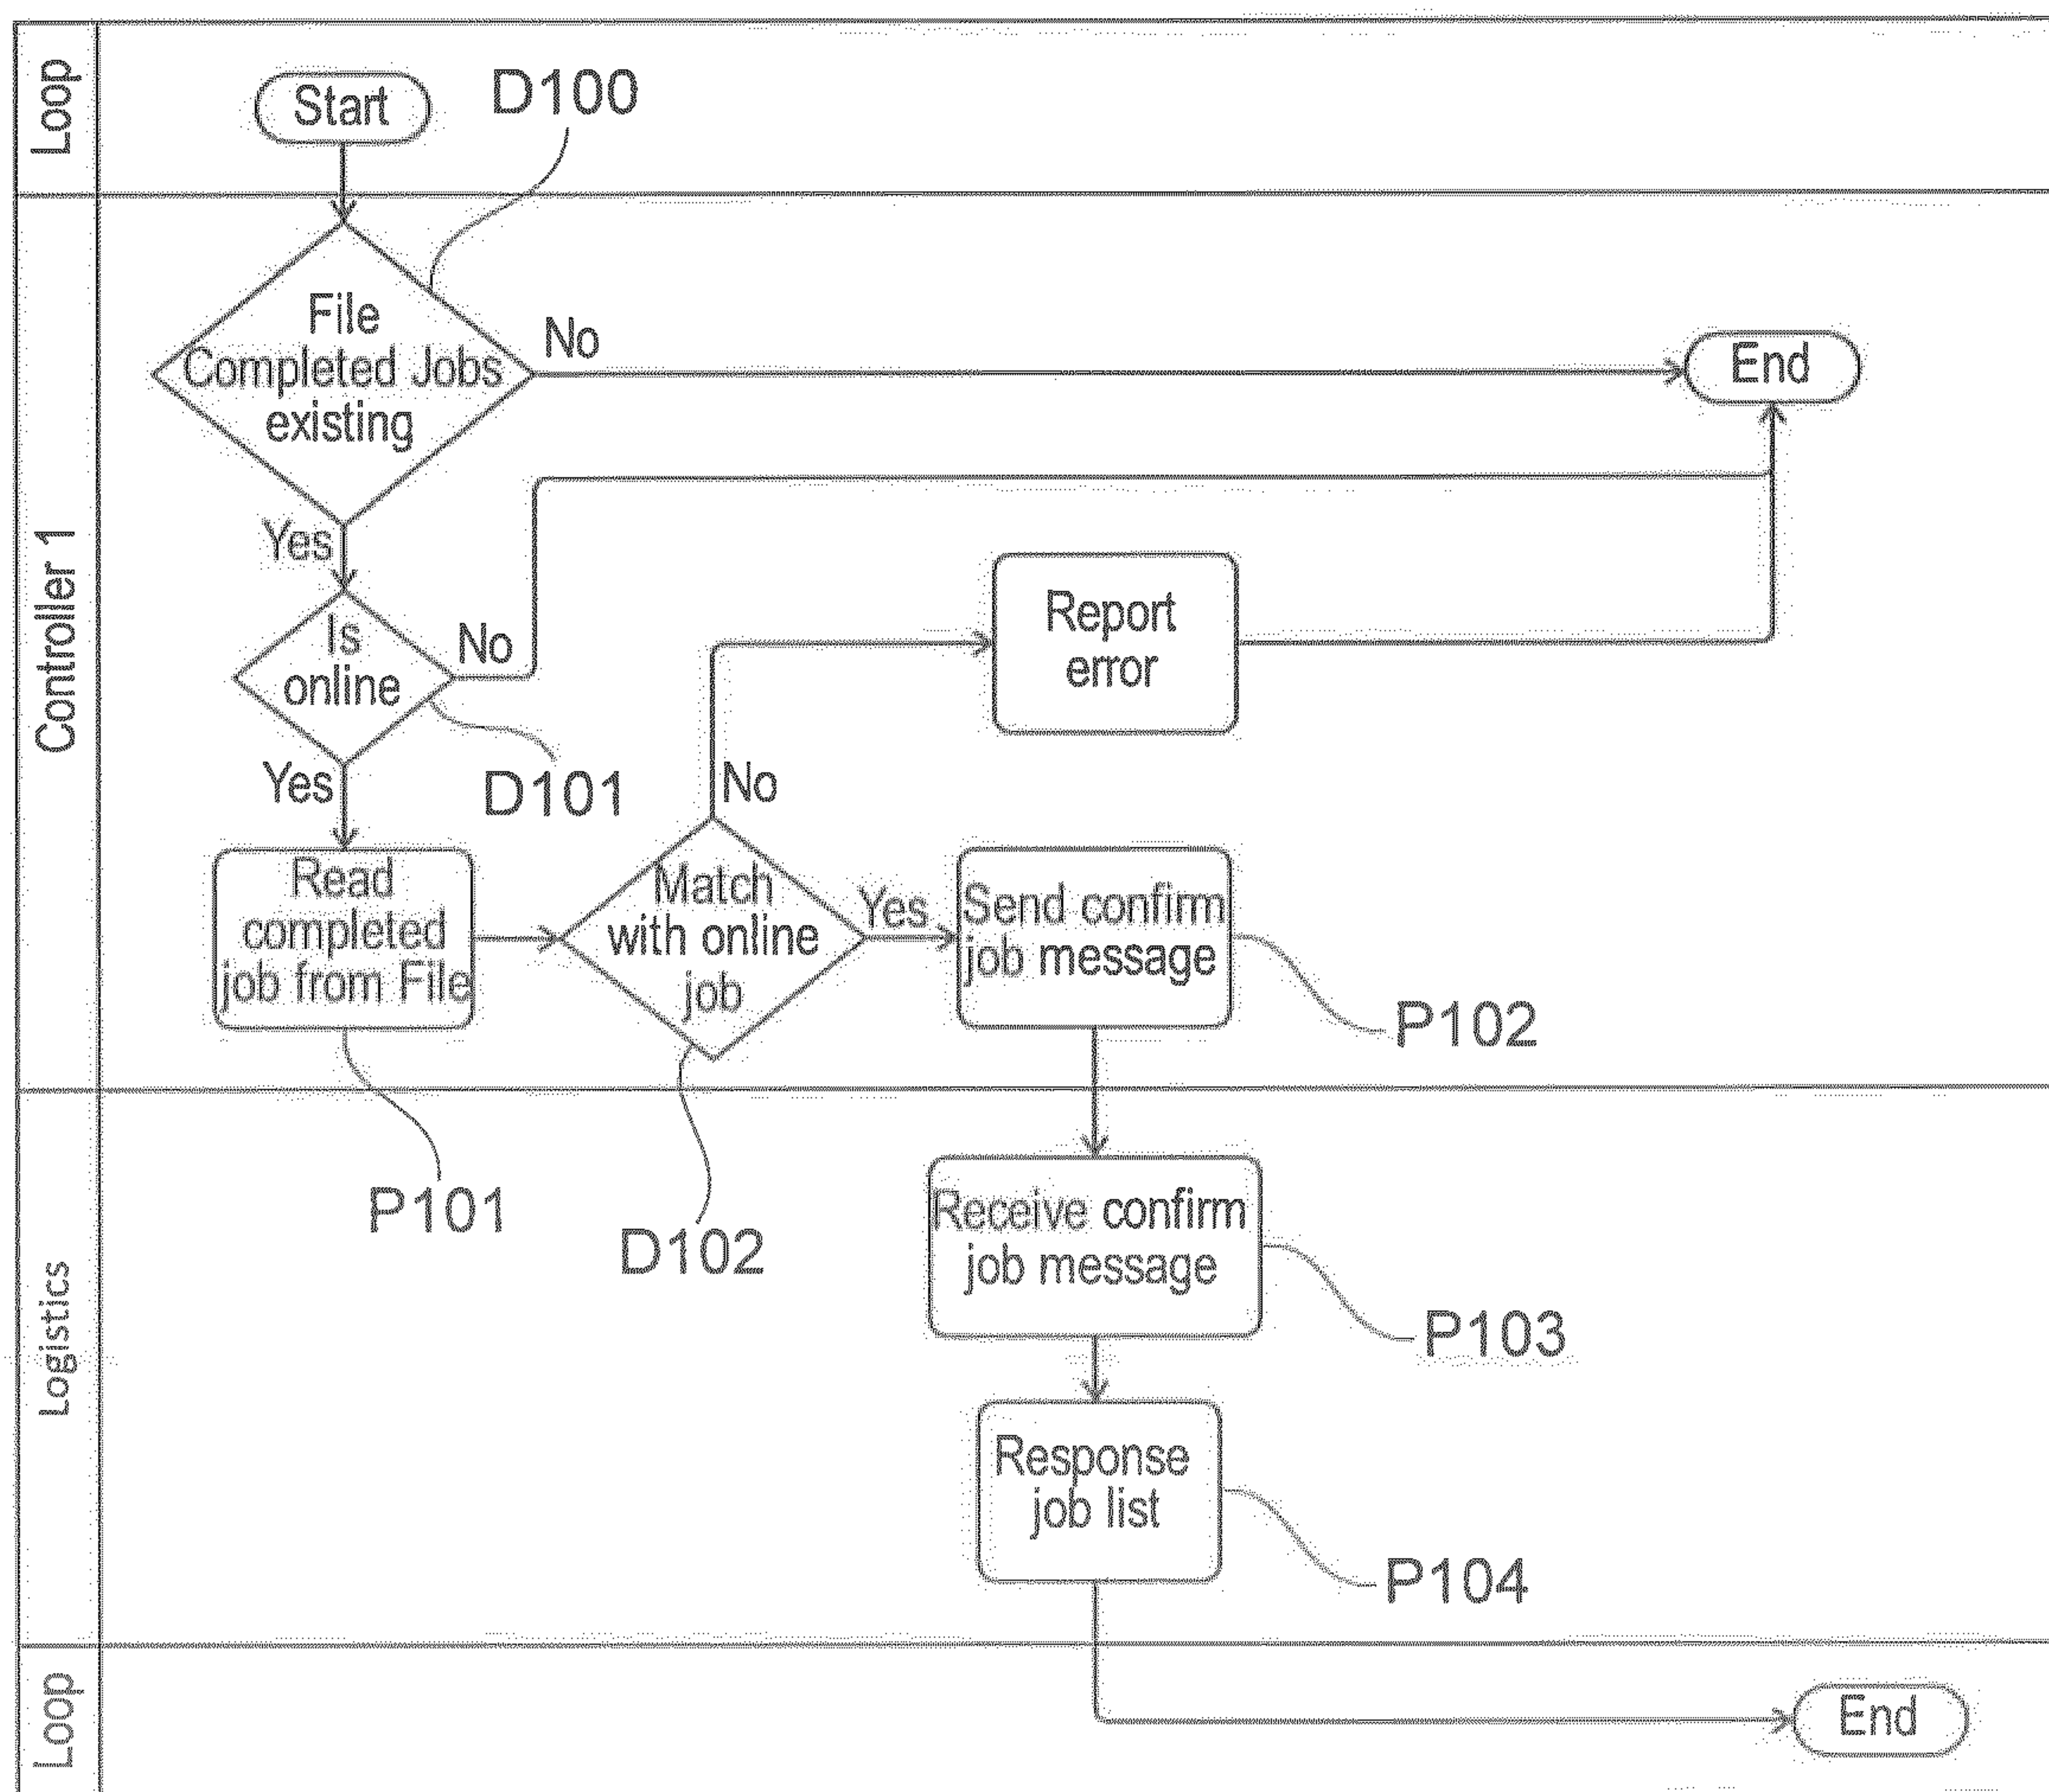 Loop
Start
D100
Controller 1
File
Completed Jobs
existing
No
End
Yes
Is
online
No
D101
Report
error
Yes
No
Read
completed
job from File
Match
with online
job
Yes
Send confirm
job message
P102
P101
D102
Logistics
Receive confirm
job message
P103
Response
job list
P104
Loop
End